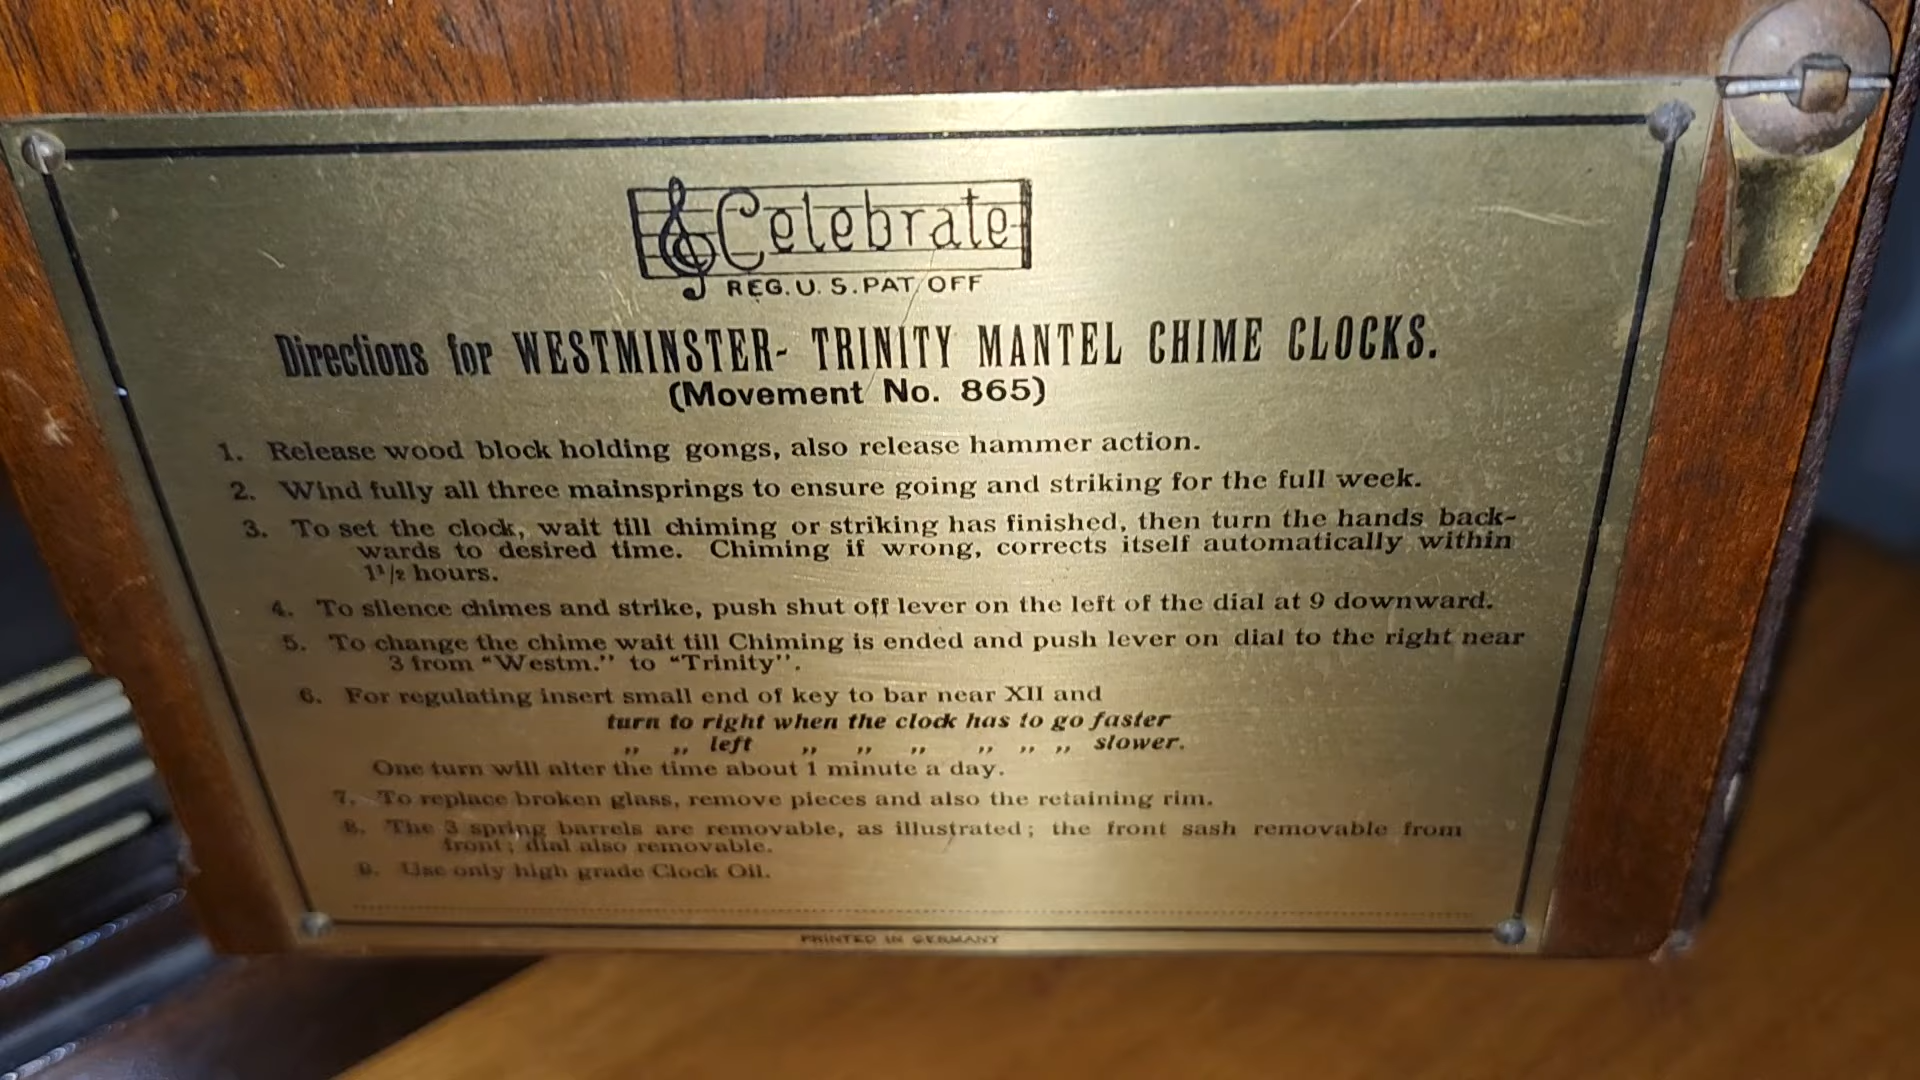 Celebrate
REG. U. S. PAT. OFF
Directions for WESTMINSTER- TRINITY MANTEL CHIME CLOCKS.
(Movement No. 865)
1. Release wood block holding gongs, also release hammer action.
2. Wind fully all three mainsprings to ensure going and striking for the full week.
3. To set the clock, wait till chiming or striking has finished, then turn the hands back-
wards to desired time. Chiming if wrong, corrects itself automatically within
1¹/₂ hours.
4. To silence chimes and strike, push shut off lever on the left of the dial at 9 downward.
5. To change the chime wait till Chiming is ended and push lever on dial to the right near
3 from "Westm." to "Trinity".
6. For regulating insert small end of key to bar near XII and
turn to right when the clock has to go faster
„ „ left „ „ „ „ „ „ slower.
One turn will alter the time about 1 minute a day.
7. To replace broken glass, remove pieces and also the retaining rim.
8. The 3 spring barrels are removable, as illustrated; the front sash removable from
front; dial also removable.
9. Use only high grade Clock Oil.
PRINTED IN GERMANY